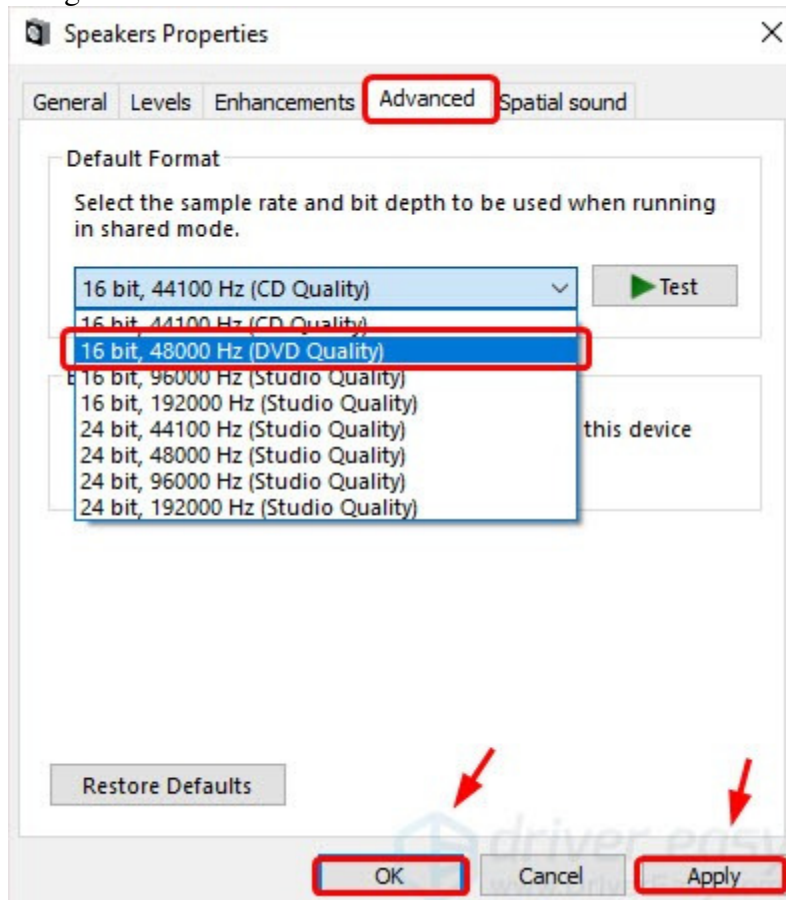 Speakers Properties
General Levels Enhancements Advanced Spatial sound
Default Format
Select the sample rate and bit depth to be used when running
in shared mode.
16 bit, 44100 Hz (CD Quality)
Test
16 bit, 44100 Hz (CD Quality)
16 bit, 48000 Hz (DVD Quality)
16 bit, 96000 Hz (Studio Quality)
16 bit, 192000 Hz (Studio Quality)
24 bit, 44100 Hz (Studio Quality)
this device
24 bit, 48000 Hz (Studio Quality)
24 bit, 96000 Hz (Studio Quality)
24 bit, 192000 Hz (Studio Quality)
Restore Defaults
driver easy
OK Cancel Apply